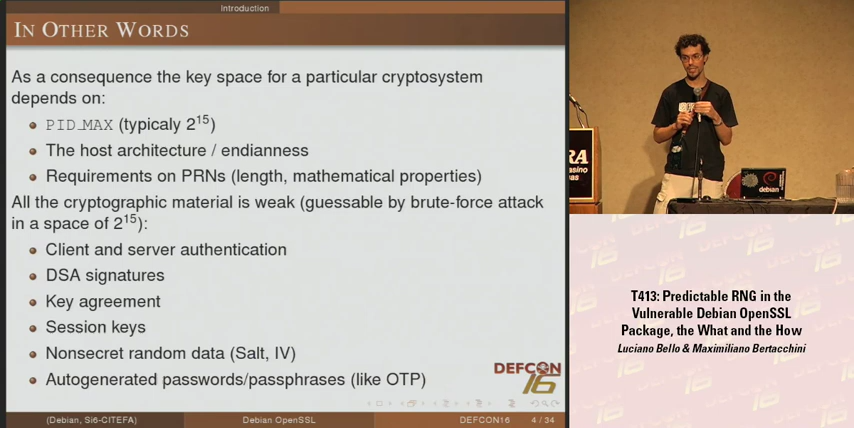 Introduction
IN OTHER WORDS
As a consequence the key space for a particular cryptosystem
depends on:
PID_MAX (typicaly 2^15)
The host architecture / endianness
Requirements on PRNs (length, mathematical properties)
All the cryptographic material is weak (guessable by brute-force attack
in a space of 2^15):
Client and server authentication
DSA signatures
Key agreement
Session keys
Nonsecret random data (Salt, IV)
Autogenerated passwords/passphrases (like OTP)
DEFCON
16
(Debian, Si6-CITEFA)
Debian OpenSSL
DEFCON16
4 / 34
debian
T413: Predictable RNG in the
Vulnerable Debian OpenSSL
Package, the What and the How
Luciano Bello & Maximiliano Bertacchini